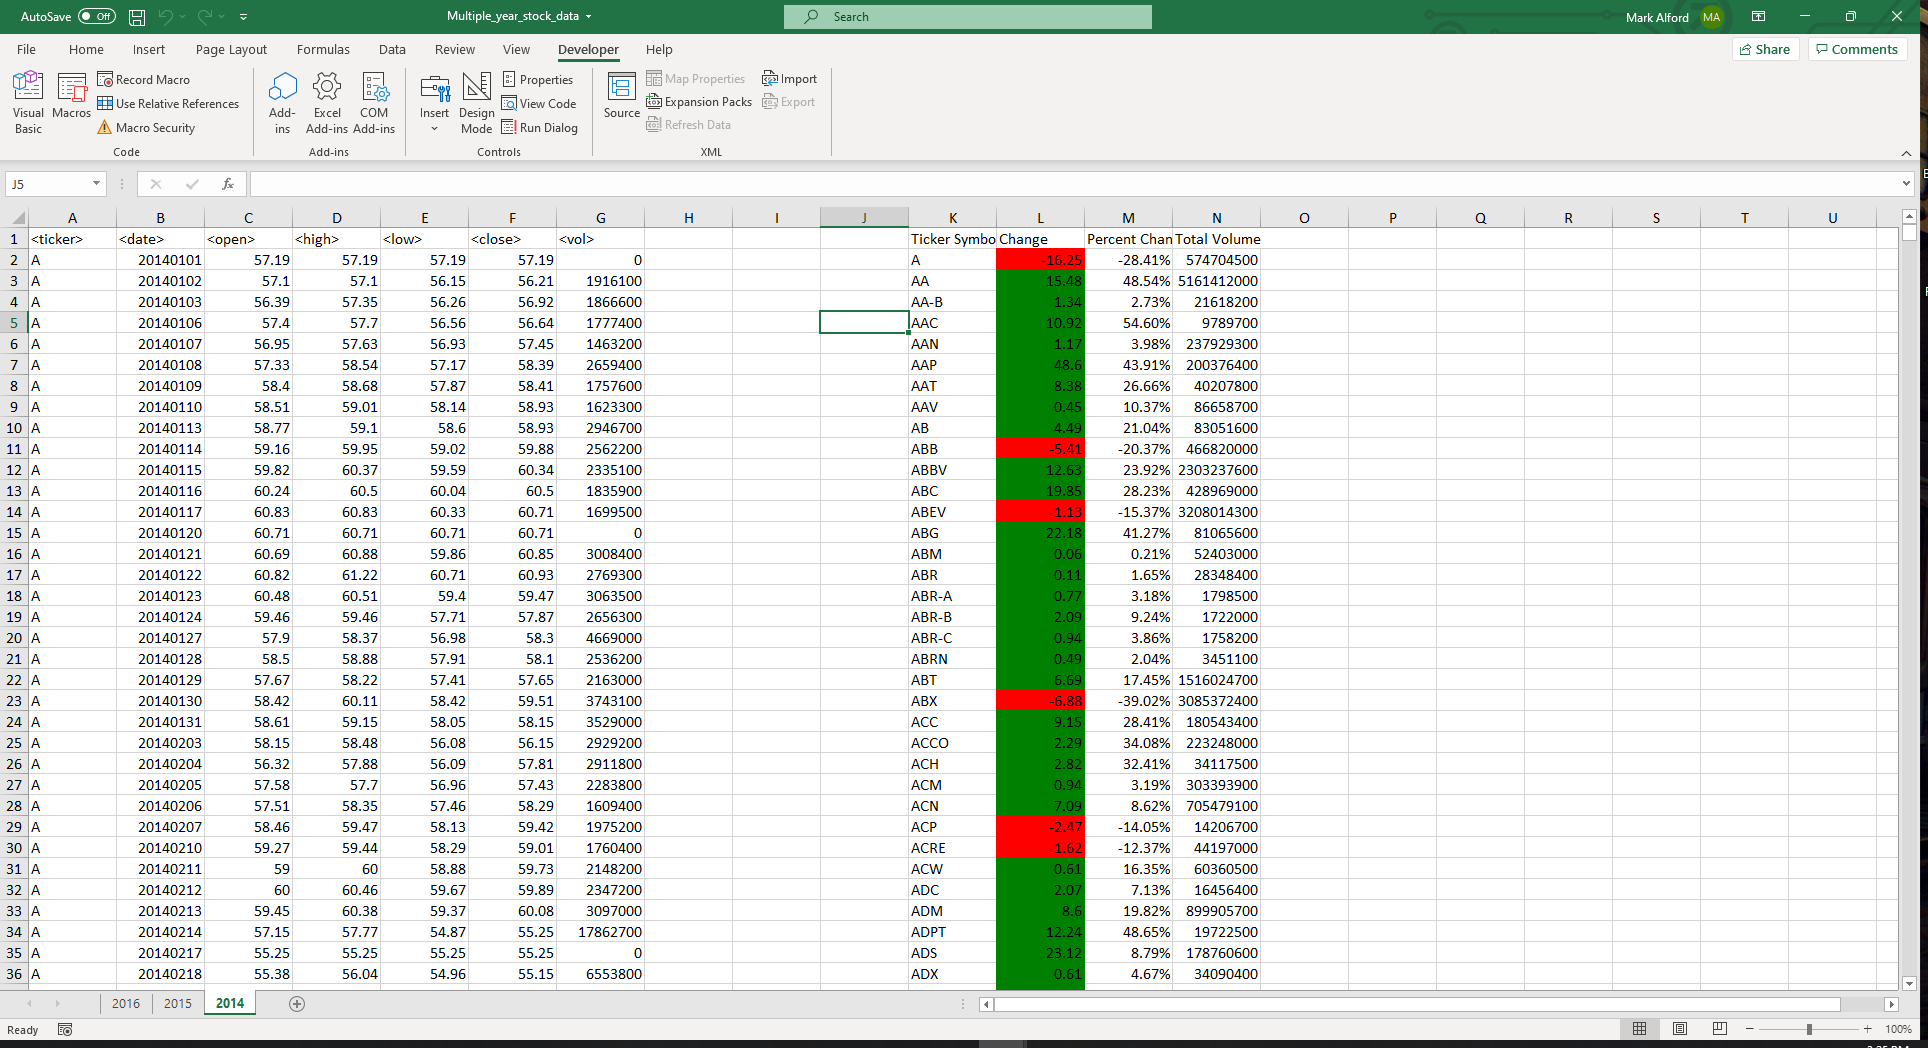 AutoSave Off Multiple_year_stock_data Search Mark Alford MA
File Home Insert Page Layout Formulas Data Review View Developer Help Share Comments
Visual Basic Macros Record Macro Use Relative References Macro Security
Add-ins Excel Add-ins COM Add-ins
Insert Design Mode Properties View Code Run Dialog
Source Map Properties Expansion Packs Refresh Data Import Export
Code Add-ins Controls XML
J5 fx
A B C D E F G H I J K L M N O P Q R S T U
1 <ticker> <date> <open> <high> <low> <close> <vol> Ticker Symbo Change Percent Chan Total Volume
2 A 20140101 57.19 57.19 57.19 57.19 0 A -16.25 -28.41% 574704500
3 A 20140102 57.1 57.1 56.15 56.21 1916100 AA 15.48 48.54% 5161412000
4 A 20140103 56.39 57.35 56.26 56.92 1866600 AA-B 1.34 2.73% 21618200
5 A 20140106 57.4 57.7 56.56 56.64 1777400 AAC 10.92 54.60% 9789700
6 A 20140107 56.95 57.63 56.93 57.45 1463200 AAN 1.17 3.98% 237929300
7 A 20140108 57.33 58.54 57.17 58.39 2659400 AAP 48.6 43.91% 200376400
8 A 20140109 58.4 58.68 57.87 58.41 1757600 AAT 8.38 26.66% 40207800
9 A 20140110 58.51 59.01 58.14 58.93 1623300 AAV 0.45 10.37% 86658700
10 A 20140113 58.77 59.1 58.6 58.93 2946700 AB 4.49 21.04% 83051600
11 A 20140114 59.16 59.95 59.02 59.88 2562200 ABB -5.41 -20.37% 466820000
12 A 20140115 59.82 60.37 59.59 60.34 2335100 ABBV 12.63 23.92% 2303237600
13 A 20140116 60.24 60.5 60.04 60.5 1835900 ABC 19.85 28.23% 428969000
14 A 20140117 60.83 60.83 60.33 60.71 1699500 ABEV -1.13 -15.37% 3208014300
15 A 20140120 60.71 60.71 60.71 60.71 0 ABG 22.18 41.27% 81065600
16 A 20140121 60.69 60.88 59.86 60.85 3008400 ABM 0.06 0.21% 52403000
17 A 20140122 60.82 61.22 60.71 60.93 2769300 ABR 0.11 1.65% 28348400
18 A 20140123 60.48 60.51 59.4 59.47 3063500 ABR-A 0.77 3.18% 1798500
19 A 20140124 59.46 59.46 57.71 57.87 2656300 ABR-B 2.09 9.24% 1722000
20 A 20140127 57.9 58.37 56.98 58.3 4669000 ABR-C 0.94 3.86% 1758200
21 A 20140128 58.5 58.88 57.91 58.1 2536200 ABRN 0.49 2.04% 3451100
22 A 20140129 57.67 58.22 57.41 57.65 2163000 ABT 6.69 17.45% 1516024700
23 A 20140130 58.42 60.11 58.42 59.51 3743100 ABX -6.88 -39.02% 3085372400
24 A 20140131 58.61 59.15 58.05 58.15 3529000 ACC 9.15 28.41% 180543400
25 A 20140203 58.15 58.48 56.08 56.15 2929200 ACCO 2.29 34.08% 223248000
26 A 20140204 56.32 57.88 56.09 57.81 2911800 ACH 2.82 32.41% 34117500
27 A 20140205 57.58 57.7 56.96 57.43 2283800 ACM 0.94 3.19% 303393900
28 A 20140206 57.51 58.35 57.46 58.29 1609400 ACN 7.09 8.62% 705479100
29 A 20140207 58.46 59.47 58.13 59.42 1975200 ACP -2.47 -14.05% 14206700
30 A 20140210 59.27 59.44 58.29 59.01 1760400 ACRE -1.62 -12.37% 44197000
31 A 20140211 59 60 58.88 59.73 2148200 ACW 0.61 16.35% 60360500
32 A 20140212 60 60.46 59.67 59.89 2347200 ADC 2.07 7.13% 16456400
33 A 20140213 59.45 60.38 59.37 60.08 3097000 ADM 8.6 19.82% 899905700
34 A 20140214 57.15 57.77 54.87 55.25 17862700 ADPT 12.24 48.65% 19722500
35 A 20140217 55.25 55.25 55.25 55.25 0 ADS 23.12 8.79% 178760600
36 A 20140218 55.38 56.04 54.96 55.15 6553800 ADX 0.61 4.67% 34090400
2016 2015 2014
Ready 100%